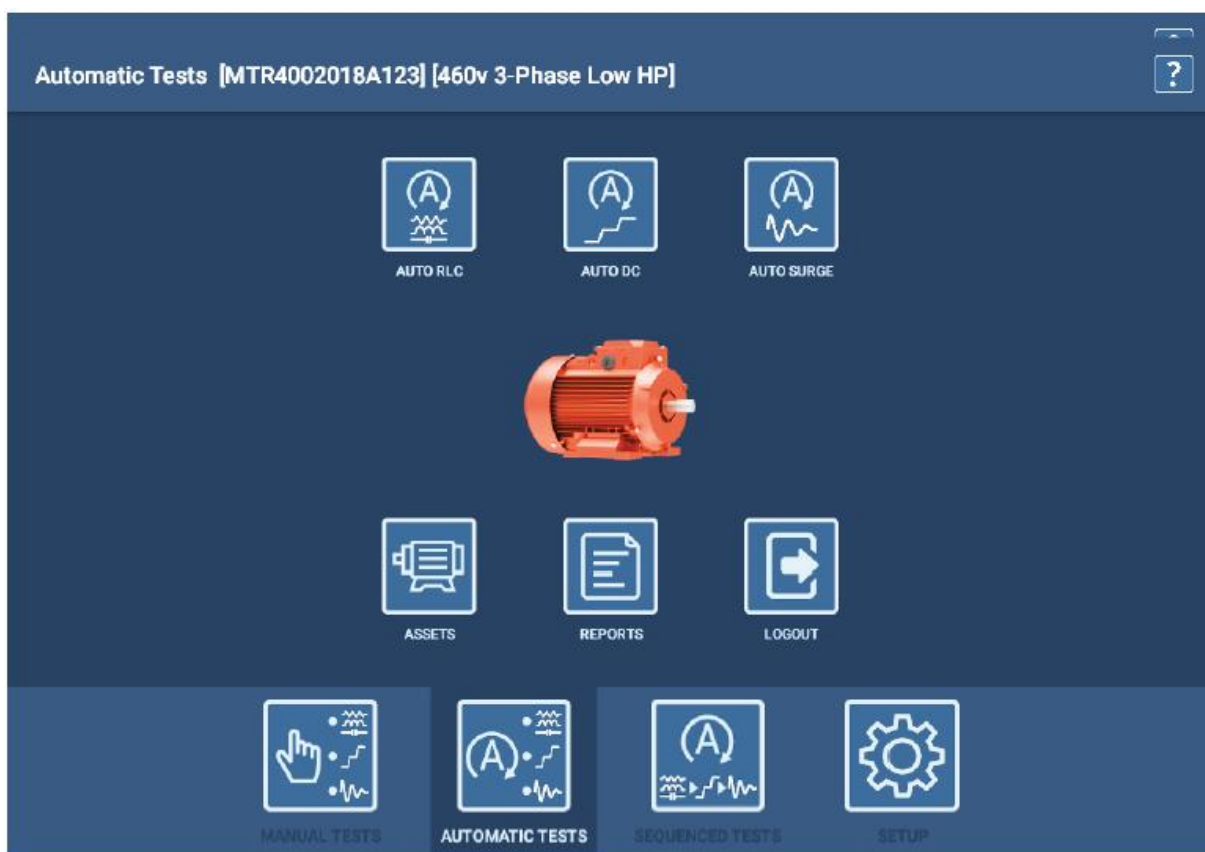 Automatic Tests [MTR4002018A123] [460v 3-Phase Low HP]
?
A A A
AUTO RLC AUTO DC AUTO SURGE
ASSETS REPORTS LOGOUT
A A
MANUAL TESTS AUTOMATIC TESTS SEQUENCED TESTS SETUP